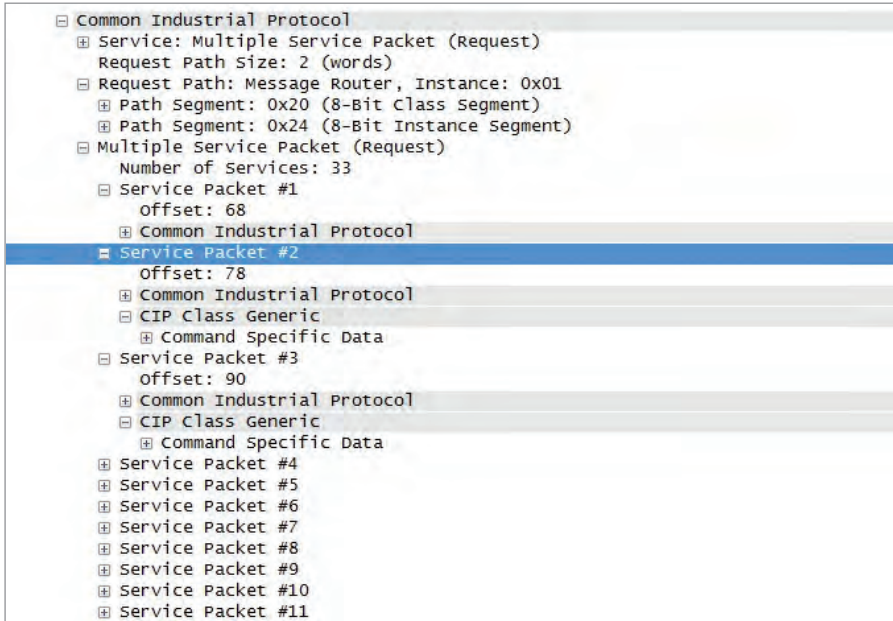 Common Industrial Protocol
Service: Multiple Service Packet (Request)
Request Path Size: 2 (words)
Request Path: Message Router, Instance: 0x01
Path Segment: 0x20 (8-Bit Class Segment)
Path Segment: 0x24 (8-Bit Instance Segment)
Multiple Service Packet (Request)
Number of Services: 33
Service Packet #1
Offset: 68
Common Industrial Protocol
Service Packet #2
Offset: 78
Common Industrial Protocol
CIP Class Generic
Command Specific Data
Service Packet #3
Offset: 90
Common Industrial Protocol
CIP Class Generic
Command Specific Data
Service Packet #4
Service Packet #5
Service Packet #6
Service Packet #7
Service Packet #8
Service Packet #9
Service Packet #10
Service Packet #11